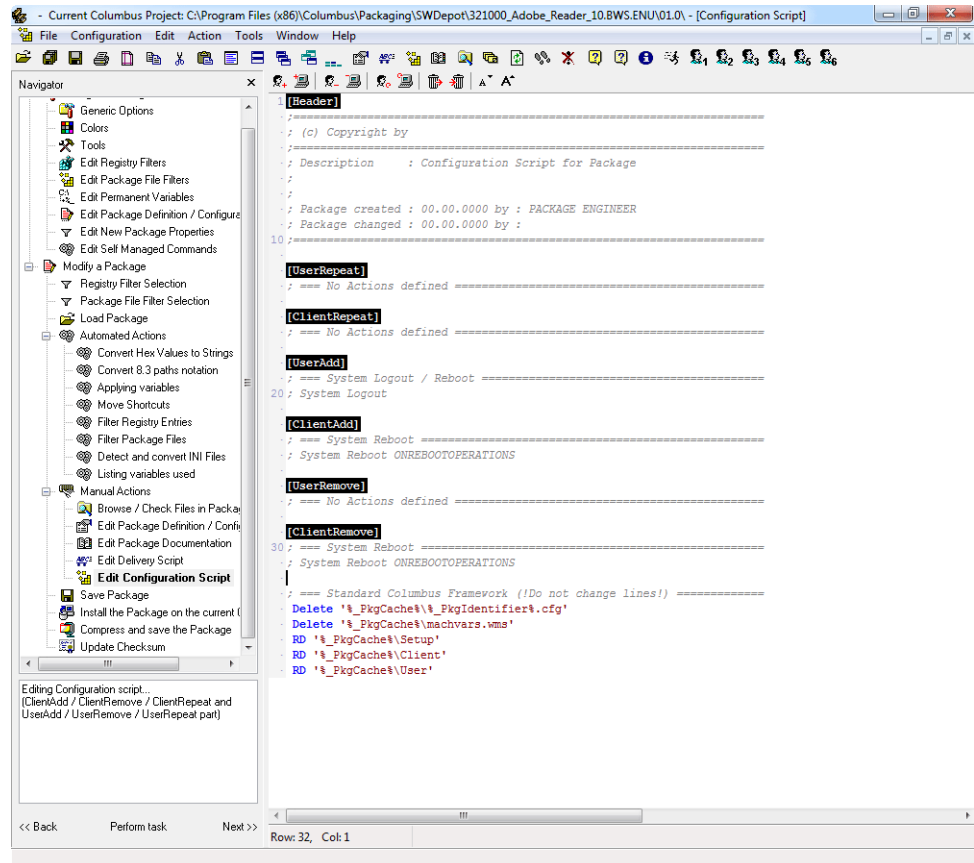 - Current Columbus Project: C:\Program Files (x86)\Columbus\Packaging\SWDepot\321000_Adobe_Reader_10.BWS.ENU\01.0\ - [Configuration Script]
File Configuration Edit Action Tools Window Help
Navigator
Generic Options
Colors
Tools
Edit Registry Filters
Edit Package File Filters
Edit Permanent Variables
Edit Package Definition / Configura
Edit New Package Properties
Edit Self Managed Commands
Modify a Package
Registry Filter Selection
Package File Filter Selection
Load Package
Automated Actions
Convert Hex Values to Strings
Convert 8.3 paths notation
Applying variables
Move Shortcuts
Filter Registry Entries
Filter Package Files
Detect and convert INI Files
Listing variables used
Manual Actions
Browse / Check Files in Packa
Edit Package Definition / Confi
Edit Package Documentation
Edit Delivery Script
Edit Configuration Script
Save Package
Install the Package on the current
Compress and save the Package
Update Checksum
Editing Configuration script...
(ClientAdd / ClientRemove / ClientRepeat and
UserAdd / UserRemove / UserRepeat part)
<< Back Perform task Next >>
1 [Header]
;======================================================================
; (c) Copyright by
;======================================================================
; Description : Configuration Script for Package
;
;
; Package created : 00.00.0000 by : PACKAGE ENGINEER
; Package changed : 00.00.0000 by :
10 ;======================================================================
[UserRepeat]
; === No Actions defined ==============================================
[ClientRepeat]
; === No Actions defined ==============================================
[UserAdd]
; === System Logout / Reboot ==========================================
20 ; System Logout
[ClientAdd]
; === System Reboot ===================================================
; System Reboot ONREBOOTOPERATIONS
[UserRemove]
; === No Actions defined ==============================================
[ClientRemove]
30 ; === System Reboot ===================================================
; System Reboot ONREBOOTOPERATIONS
; === Standard Columbus Framework (!Do not change lines!) =============
Delete '%_PkgCache%\%_PkgIdentifier%.cfg'
Delete '%_PkgCache%\machvars.wms'
RD '%_PkgCache%\Setup'
RD '%_PkgCache%\Client'
RD '%_PkgCache%\User'
Row: 32, Col: 1